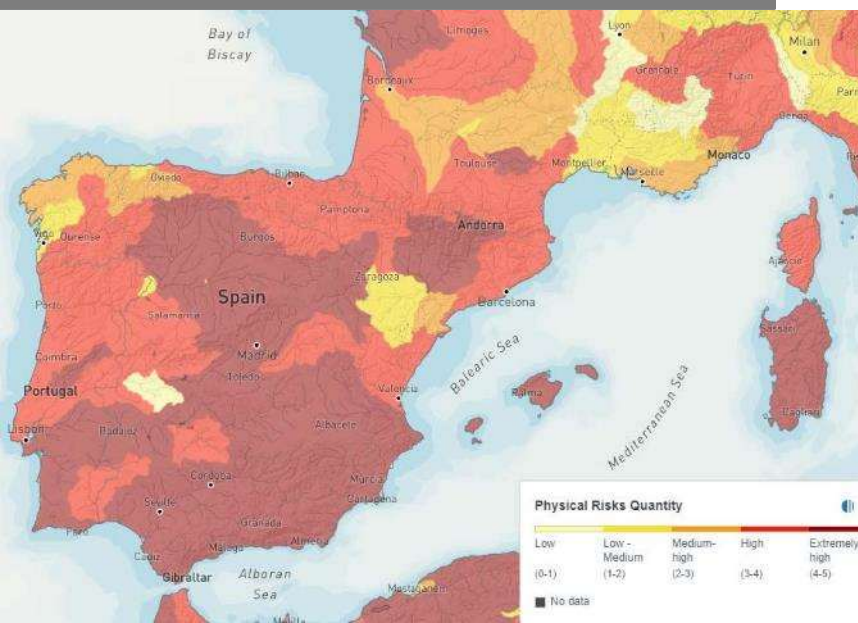 Bay of
Biscay
Limoges
Lyon
Milan
Bordeaux
Grenoble
Turin
Genoa
Toulouse
Montpellier
Marseille
Monaco
Oviedo
Bilbao
Pamplona
Andorra
Vigo
Ourense
Burgos
Zaragoza
Ajaccio
Spain
Barcelona
Porto
Salamanca
Sassari
Coimbra
Madrid
Balearic Sea
Toledo
Portugal
Valencia
Palma
Mediterranean Sea
Cagliari
Lisbon
Badajoz
Albacete
Cordoba
Murcia
Cartagena
Seville
Granada
Faro
Almeria
Cadiz
Malaga
Gibraltar
Alboran
Sea
Mostaganem
Melilla
Physical Risks Quantity
Low
Low -
Medium
Medium-
high
High
Extremely
high
(0-1)
(1-2)
(2-3)
(3-4)
(4-5)
No data